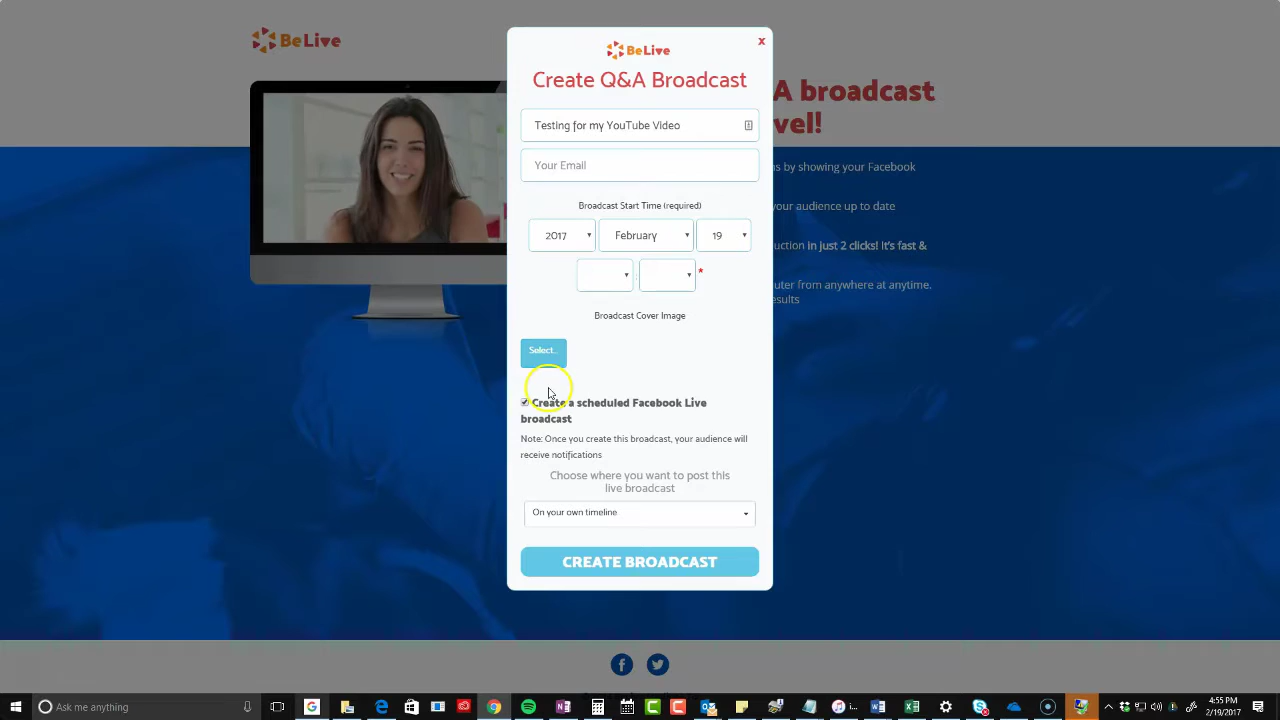 BeLive
x
BeLive
Create Q&A Broadcast
A broadcast
vel!
Testing for my YouTube Video
Your Email
ns by showing your Facebook
Broadcast Start Time (required)
your audience up to date
2017
February
19
uction in just 2 clicks! It's fast &
:
*
uter from anywhere at anytime.
esults
Broadcast Cover Image
Select..
Create a scheduled Facebook Live
broadcast
Note: Once you create this broadcast, your audience will
receive notifications
Choose where you want to post this
live broadcast
On your own timeline
CREATE BROADCAST
Ask me anything
4:55 PM
2/19/2017